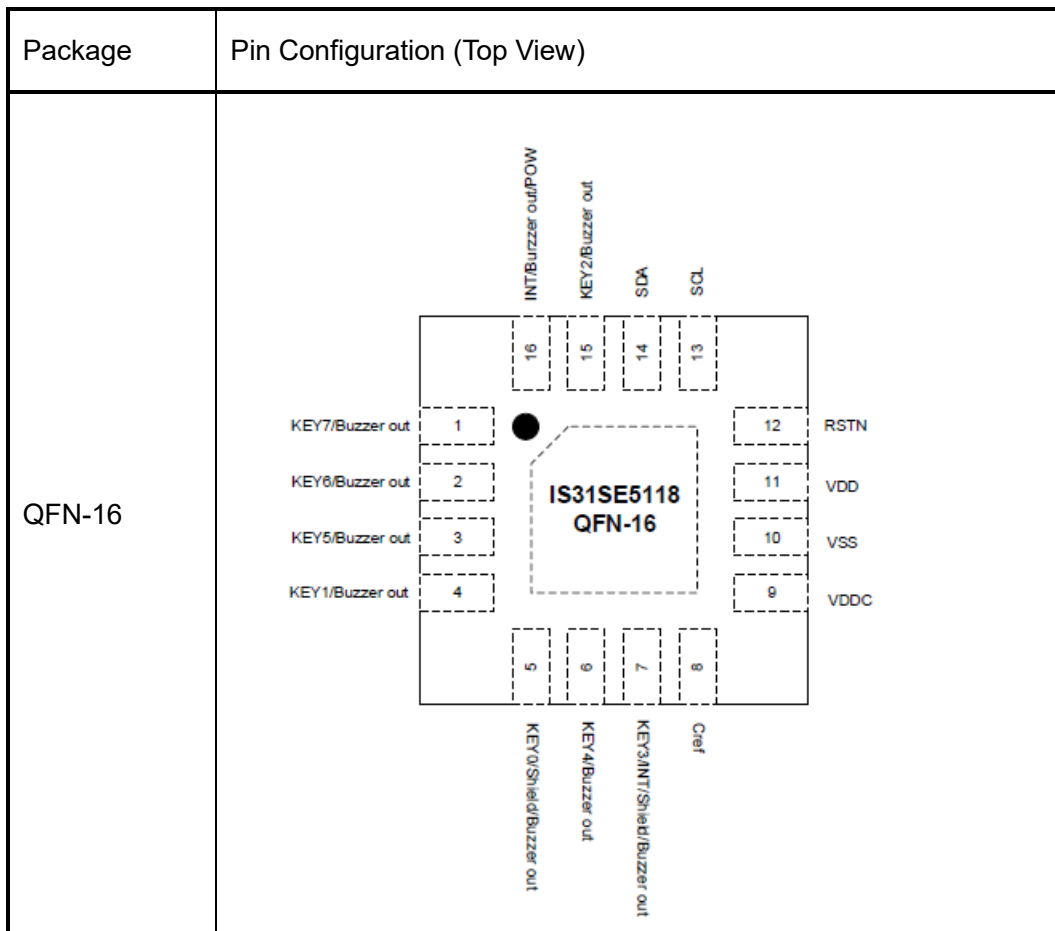 Package
Pin Configuration (Top View)
QFN-16
INT/Burzzer out/POW
KEY2/Buzzer out
SDA
SCL
16
15
14
13
KEY7/Buzzer out
1
12
RSTN
KEY6/Buzzer out
2
11
VDD
KEY5/Buzzer out
3
10
VSS
KEY1/Buzzer out
4
9
VDDC
IS31SE5118
QFN-16
5
6
7
8
KEY0/Shield/Buzzer out
KEY4/Buzzer out
KEY3/INT/Shield/Buzzer out
Cref